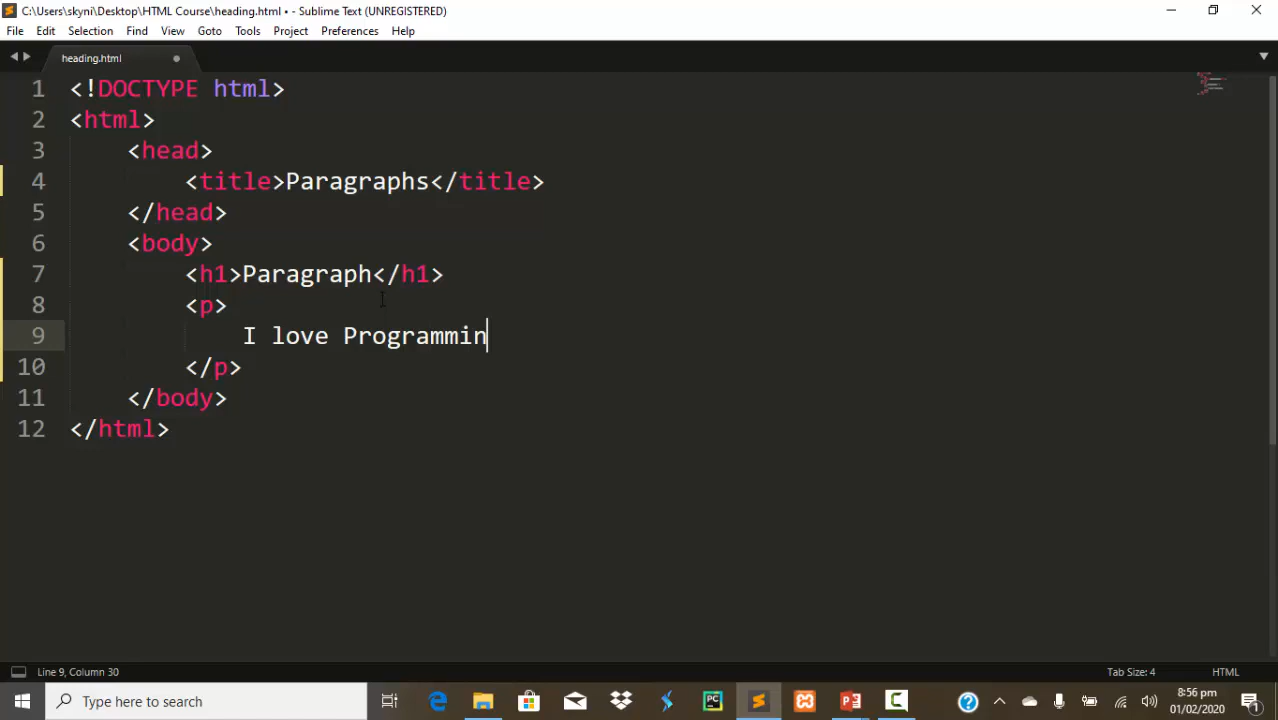 C:\Users\skyni\Desktop\HTML Course\heading.html • - Sublime Text (UNREGISTERED)
File Edit Selection Find View Goto Tools Project Preferences Help
heading.html
1 <!DOCTYPE html>
2 <html>
3 <head>
4 <title>Paragraphs</title>
5 </head>
6 <body>
7 <h1>Paragraph</h1>
8 <p>
9 I love Programmin
10 </p>
11 </body>
12 </html>
Line 9, Column 30 Tab Size: 4 HTML
Type here to search
8:56 pm
01/02/2020